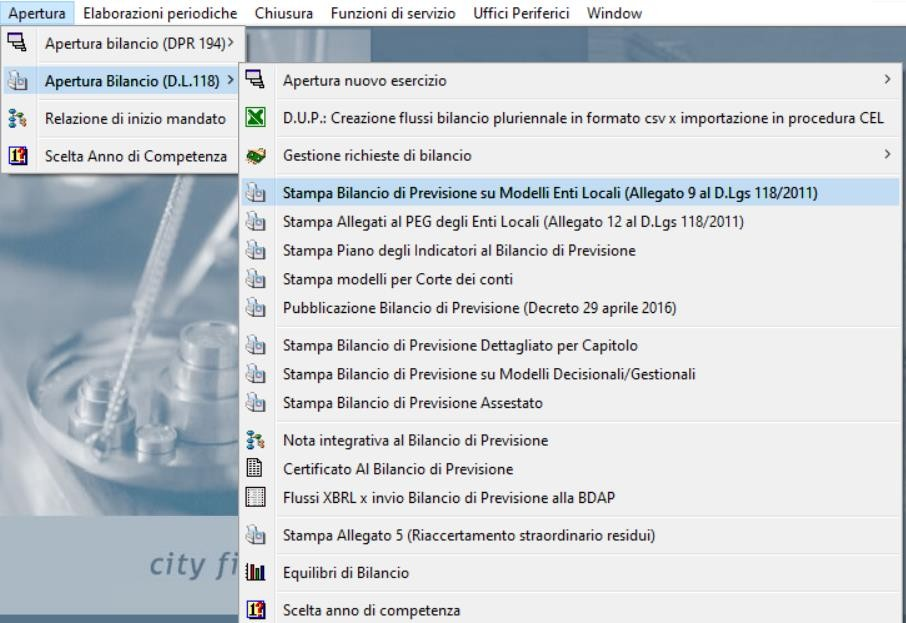 Apertura Elaborazioni periodiche Chiusura Funzioni di servizio Uffici Periferici Window
Apertura bilancio (DPR 194)
Apertura Bilancio (D.L.118)
Relazione di inizio mandato
Scelta Anno di Competenza
Apertura nuovo esercizio
D.U.P.: Creazione flussi bilancio pluriennale in formato csv x importazione in procedura CEL
Gestione richieste di bilancio
Stampa Bilancio di Previsione su Modelli Enti Locali (Allegato 9 al D.Lgs 118/2011)
Stampa Allegati al PEG degli Enti Locali (Allegato 12 al D.Lgs 118/2011)
Stampa Piano degli Indicatori al Bilancio di Previsione
Stampa modelli per Corte dei conti
Pubblicazione Bilancio di Previsione (Decreto 29 aprile 2016)
Stampa Bilancio di Previsione Dettagliato per Capitolo
Stampa Bilancio di Previsione su Modelli Decisionali/Gestionali
Stampa Bilancio di Previsione Assestato
Nota integrativa al Bilancio di Previsione
Certificato Al Bilancio di Previsione
Flussi XBRL x invio Bilancio di Previsione alla BDAP
Stampa Allegato 5 (Riaccertamento straordinario residui)
Equilibri di Bilancio
Scelta anno di competenza
city fi